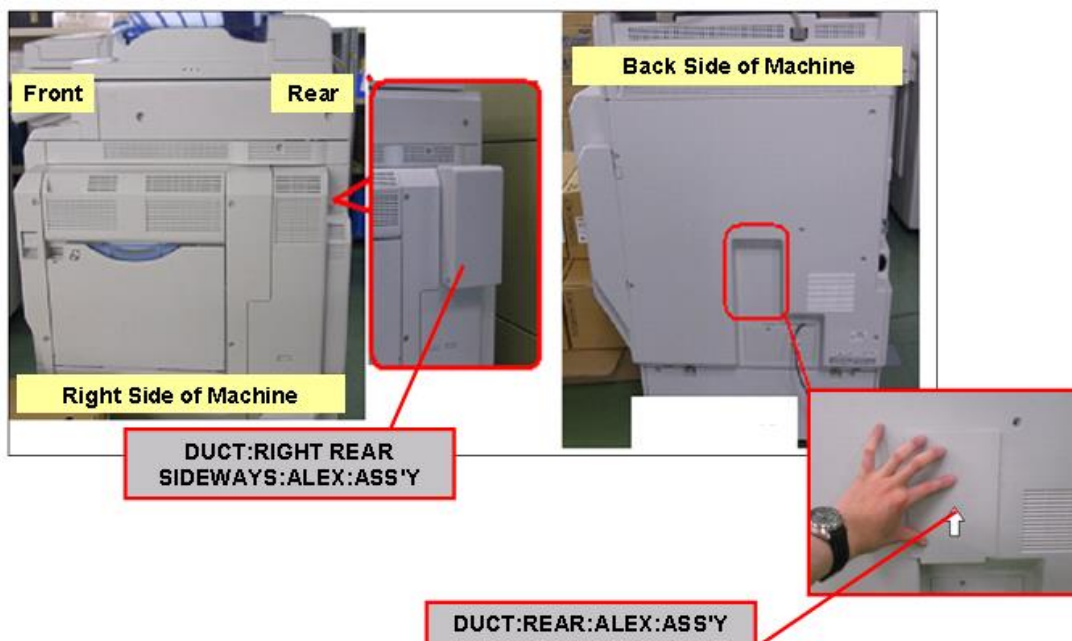 Front
Rear
Back Side of Machine
Right Side of Machine
DUCT:RIGHT REAR
SIDEWAYS:ALEX:ASS'Y
DUCT:REAR:ALEX:ASS'Y